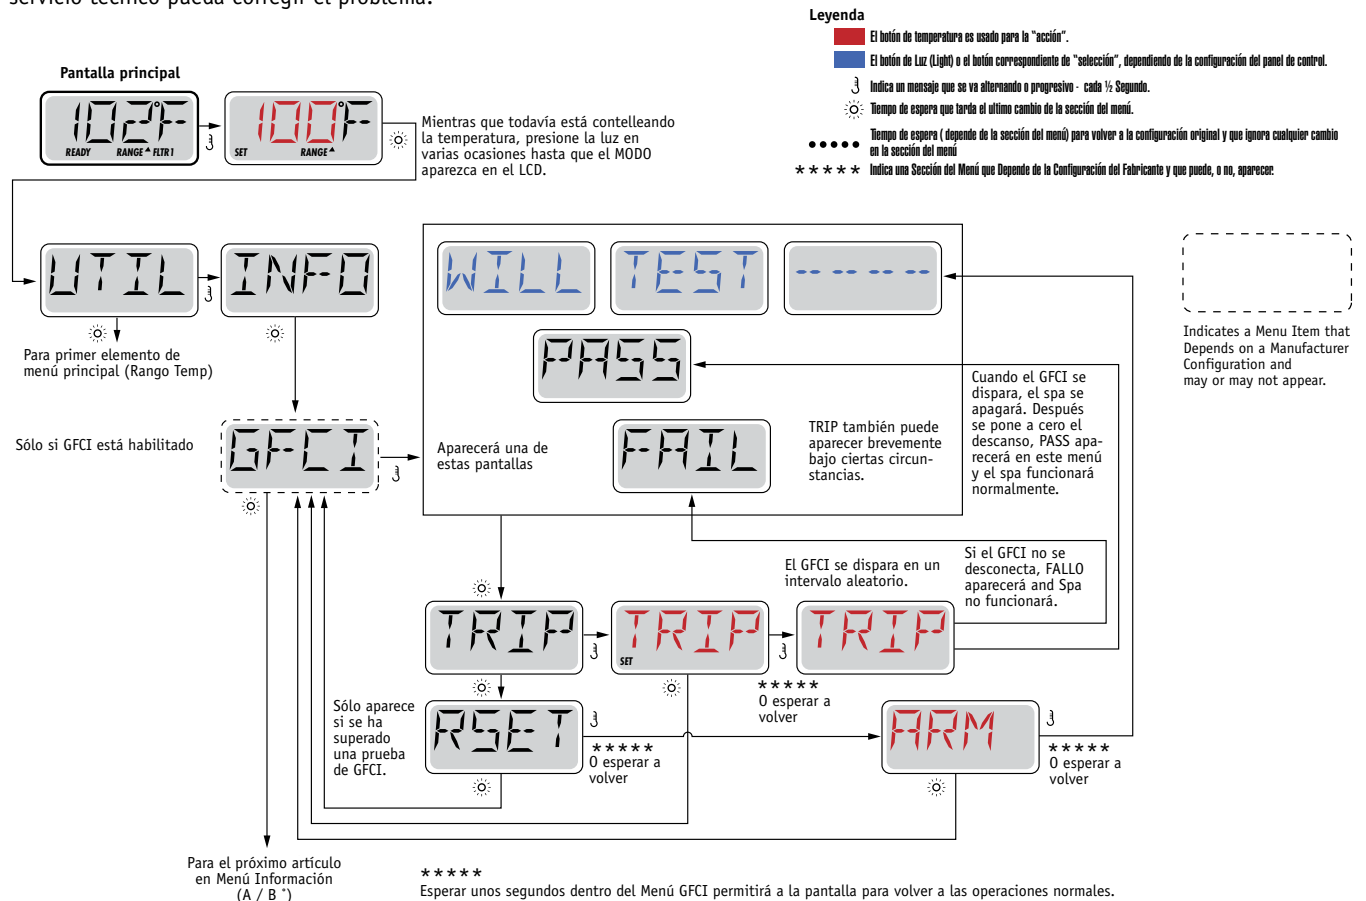 servicio técnico pueda corregir el problema.
Leyenda
El botón de temperatura es usado para la "acción".
El botón de Luz (Light) o el botón correspondiente de "selección", dependiendo de la configuración del panel de control.
Indica un mensaje que se va alternando o progresivo - cada ½ Segundo.
Tiempo de espera que tarda el ultimo cambio de la sección del menú.
Tiempo de espera ( depende de la sección del menú) para volver a la configuración original y que ignora cualquier cambio
en la sección del menú
* * * * * Indica una Sección del Menú que Depende de la Configuración del Fabricante y que puede, o no, aparecer.
Pantalla principal
102°F
READY RANGE FLTR1
100°F
SET RANGE
Mientras que todavía está contelleando
la temperatura, presione la luz en
varias ocasiones hasta que el MODO
aparezca en el LCD.
UTIL
INFO
WILL
TEST
-- -- -- --
Indicates a Menu Item that
Depends on a Manufacturer
Configuration and
may or may not appear.
Para primer elemento de
menú principal (Rango Temp)
PASS
Cuando el GFCI se
dispara, el spa se
apagará. Después
se pone a cero el
descanso, PASS apa-
recerá en este menú
y el spa funcionará
normalmente.
Sólo si GFCI está habilitado
GFCI
Aparecerá una de
estas pantallas
FAIL
TRIP también puede
aparecer brevemente
bajo ciertas circun-
stancias.
El GFCI se dispara en un
intervalo aleatorio.
Si el GFCI no se
desconecta, FALLO
aparecerá and Spa
no funcionará.
TRIP
TRIP
SET
TRIP
*****
O esperar a
volver
Sólo aparece
si se ha
superado
una prueba
de GFCI.
RSET
*****
O esperar a
volver
ARM
*****
O esperar a
volver
Para el próximo artículo
en Menú Información
(A / B °)
*****
Esperar unos segundos dentro del Menú GFCI permitirá a la pantalla para volver a las operaciones normales.